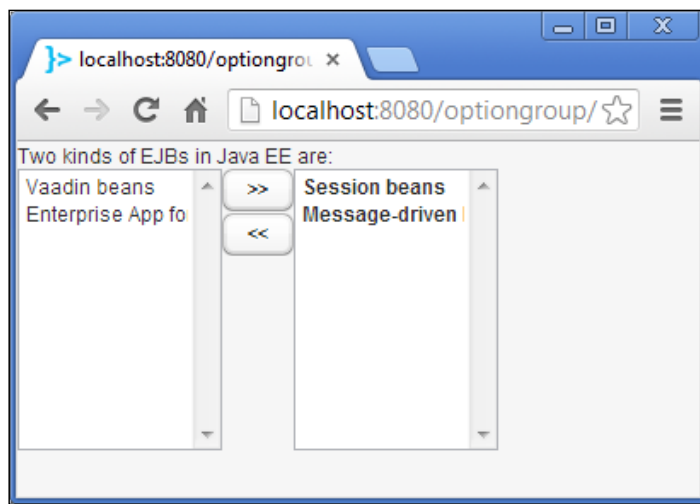 localhost:8080/optiongrou
localhost:8080/optiongroup/
Two kinds of EJBs in Java EE are:
Vaadin beans
Enterprise App fo
>>
<<
Session beans
Message-driven